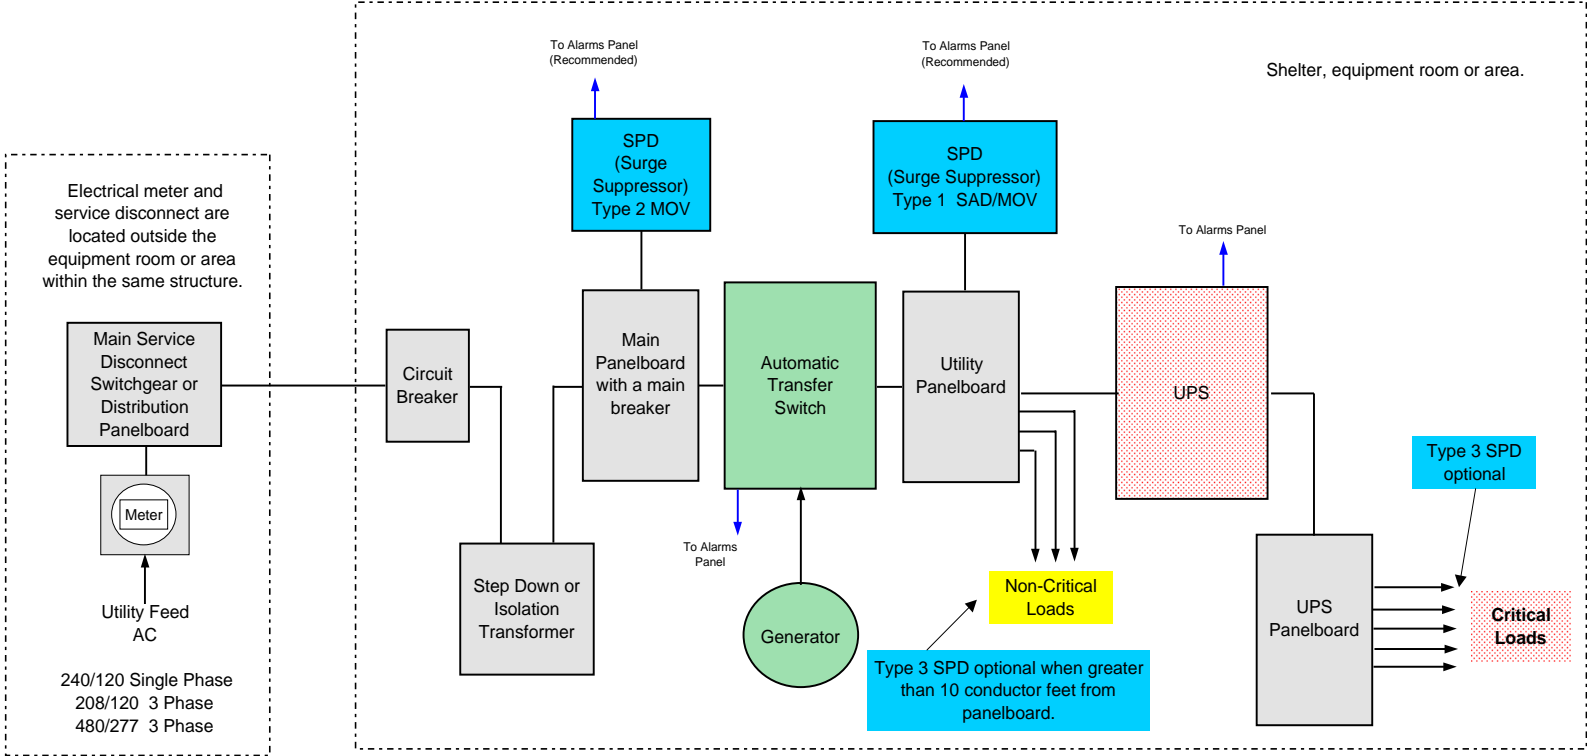 Electrical meter and
service disconnect are
located outside the
equipment room or area
within the same structure.
Main Service
Disconnect
Switchgear or
Distribution
Panelboard
Meter
Utility Feed
AC
240/120 Single Phase
208/120 3 Phase
480/277 3 Phase
Shelter, equipment room or area.
Circuit
Breaker
Step Down or
Isolation
Transformer
To Alarms Panel
(Recommended)
SPD
(Surge
Suppressor)
Type 2 MOV
Main
Panelboard
with a main
breaker
Automatic
Transfer
Switch
To Alarms
Panel
Generator
To Alarms Panel
(Recommended)
SPD
(Surge Suppressor)
Type 1 SAD/MOV
Utility
Panelboard
Non-Critical
Loads
Type 3 SPD optional when greater
than 10 conductor feet from
panelboard.
To Alarms Panel
UPS
UPS
Panelboard
Type 3 SPD
optional
Critical
Loads